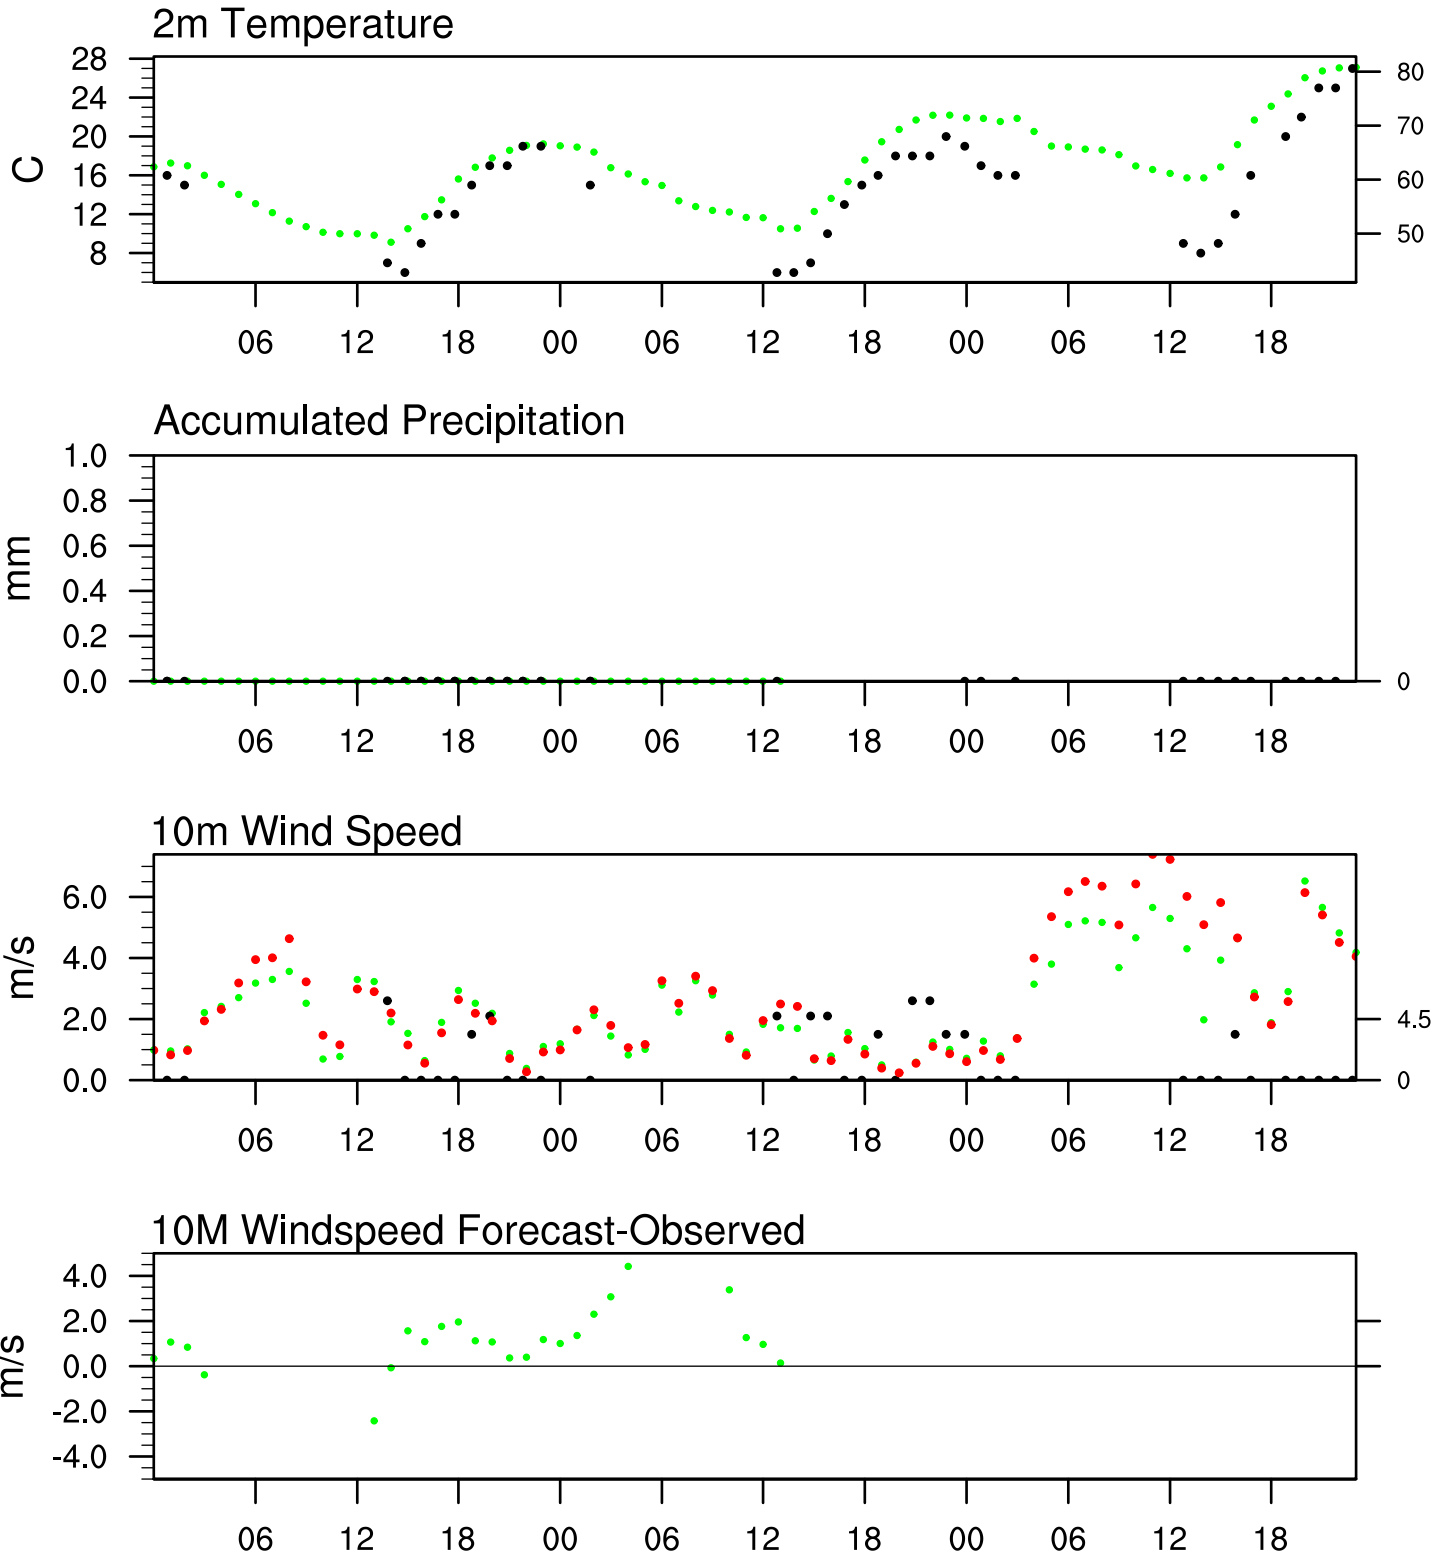 2m Temperature
28
24
20
16
12
8
C
80
70
60
50
06 12 18 00 06 12 18 00 06 12 18
Accumulated Precipitation
1.0
0.8
0.6
0.4
0.2
0.0
mm
0
06 12 18 00 06 12 18 00 06 12 18
10m Wind Speed
6.0
4.0
2.0
0.0
m/s
4.5
0
06 12 18 00 06 12 18 00 06 12 18
10M Windspeed Forecast-Observed
4.0
2.0
0.0
-2.0
-4.0
m/s
06 12 18 00 06 12 18 00 06 12 18